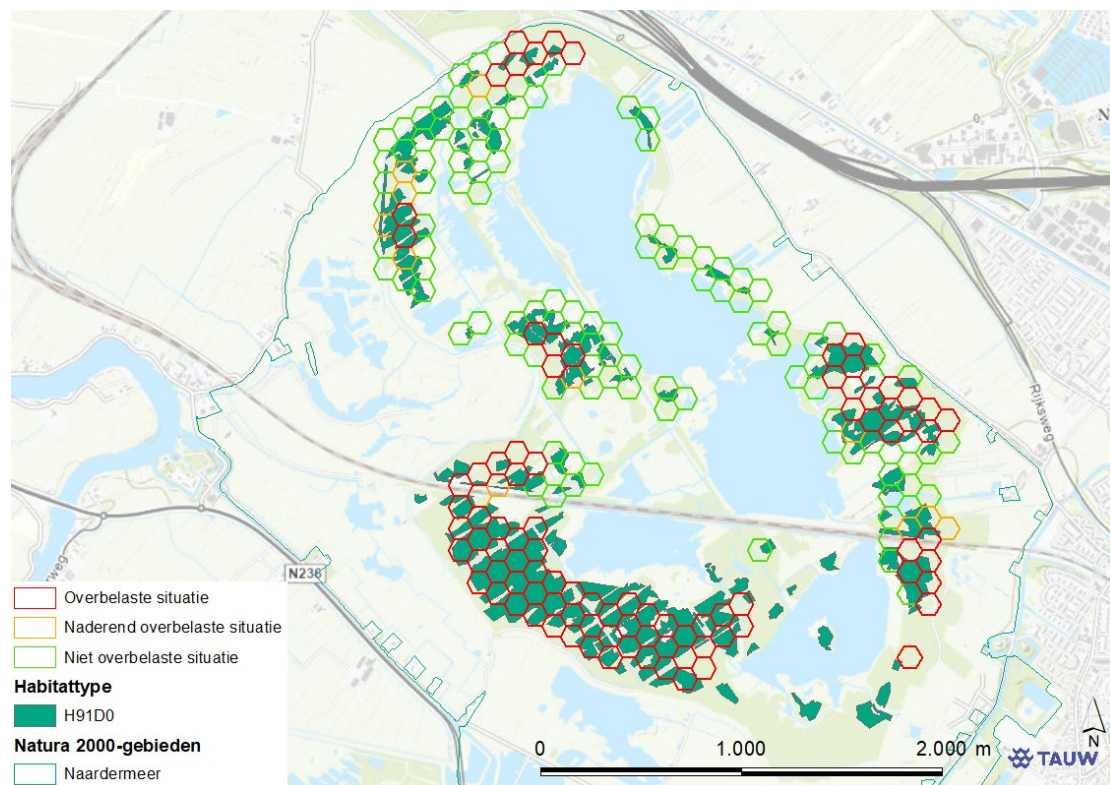 Rijksweg
N236
erweg
Overbelaste situatie
Naderend overbelaste situatie
Niet overbelaste situatie
Habitattype
H91D0
Natura 2000-gebieden
Naardermeer
0 1.000 2.000 m
N
TAUW